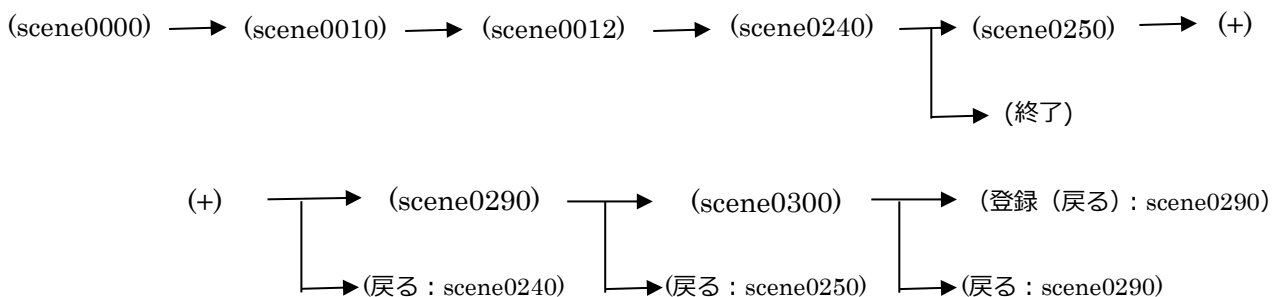 (scene0000) (scene0010) (scene0012) (scene0240) (scene0250) (+)
(終了)
(+) (scene0290) (scene0300) （登録（戻る）：scene0290）
(戻る：scene0240) (戻る：scene0250) (戻る：scene0290)